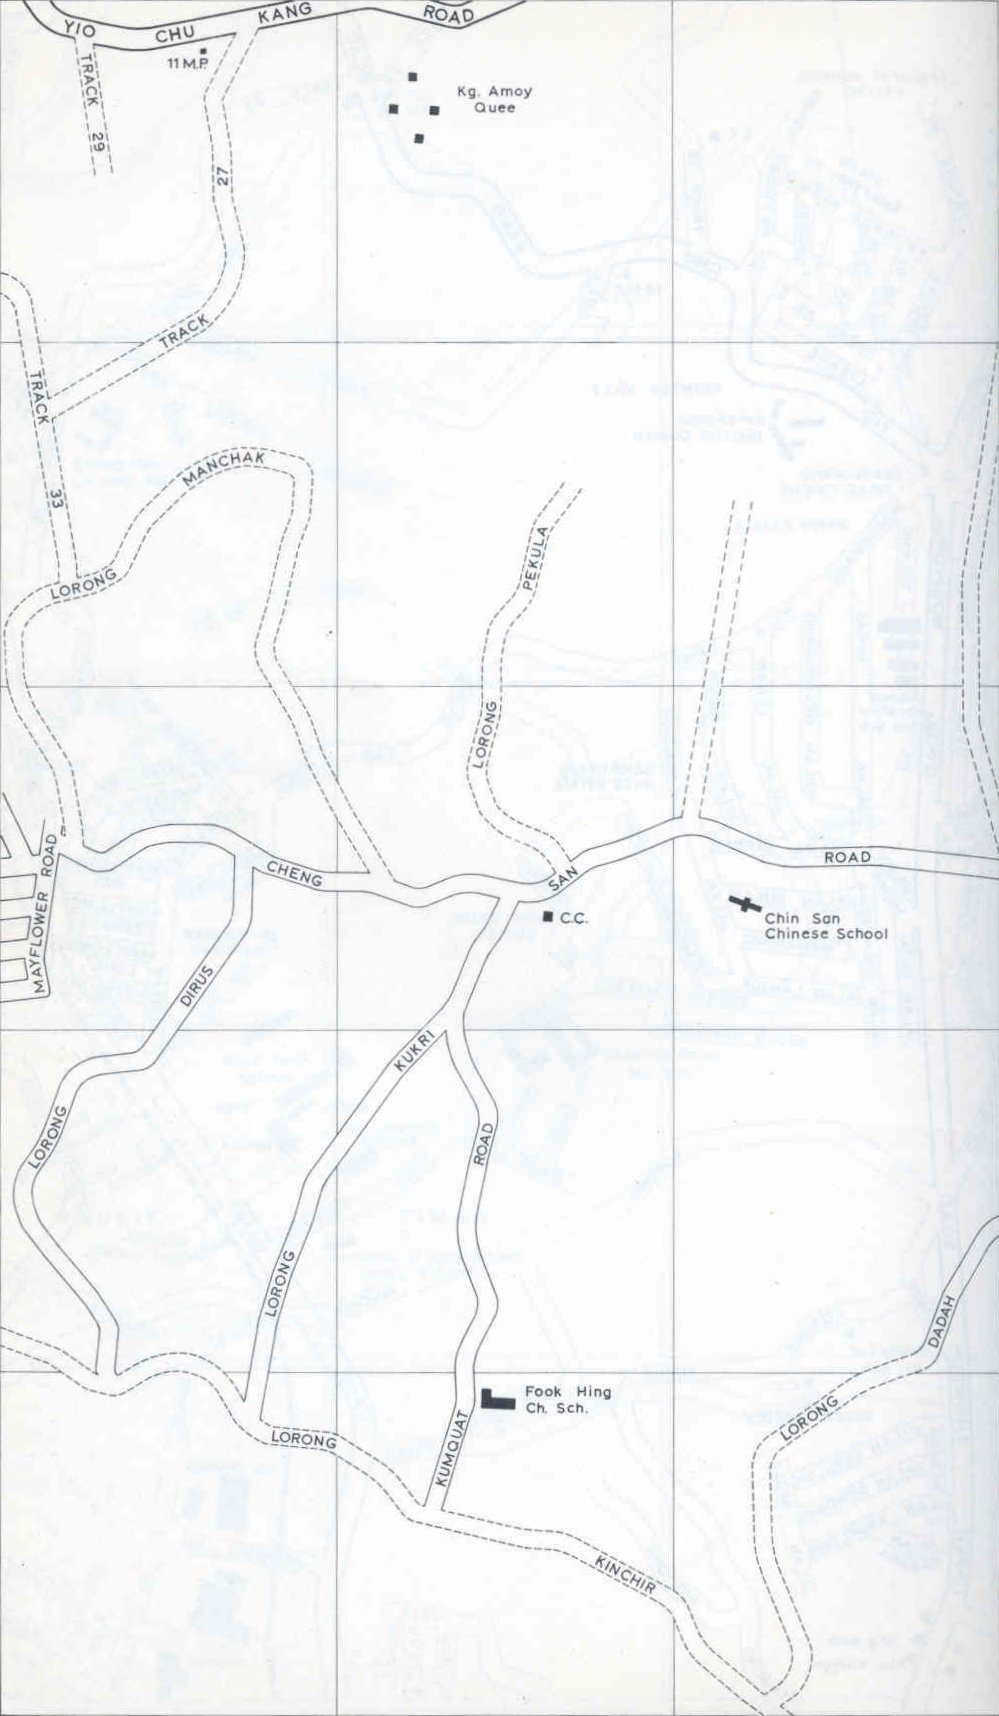 YIO CHU KANG ROAD
11 M.P.
TRACK 29
Kg. Amoy
Quee
TRACK 27
TRACK 33
LORONG MANCHAK
LORONG PEKULA
MAYFLOWER ROAD
CHENG SAN ROAD
C.C.
Chin San
Chinese School
LORONG DIRUS
LORONG KUKRI
KUMQUAT ROAD
Fook Hing
Ch. Sch.
LORONG DADAH
LORONG KINCHIR